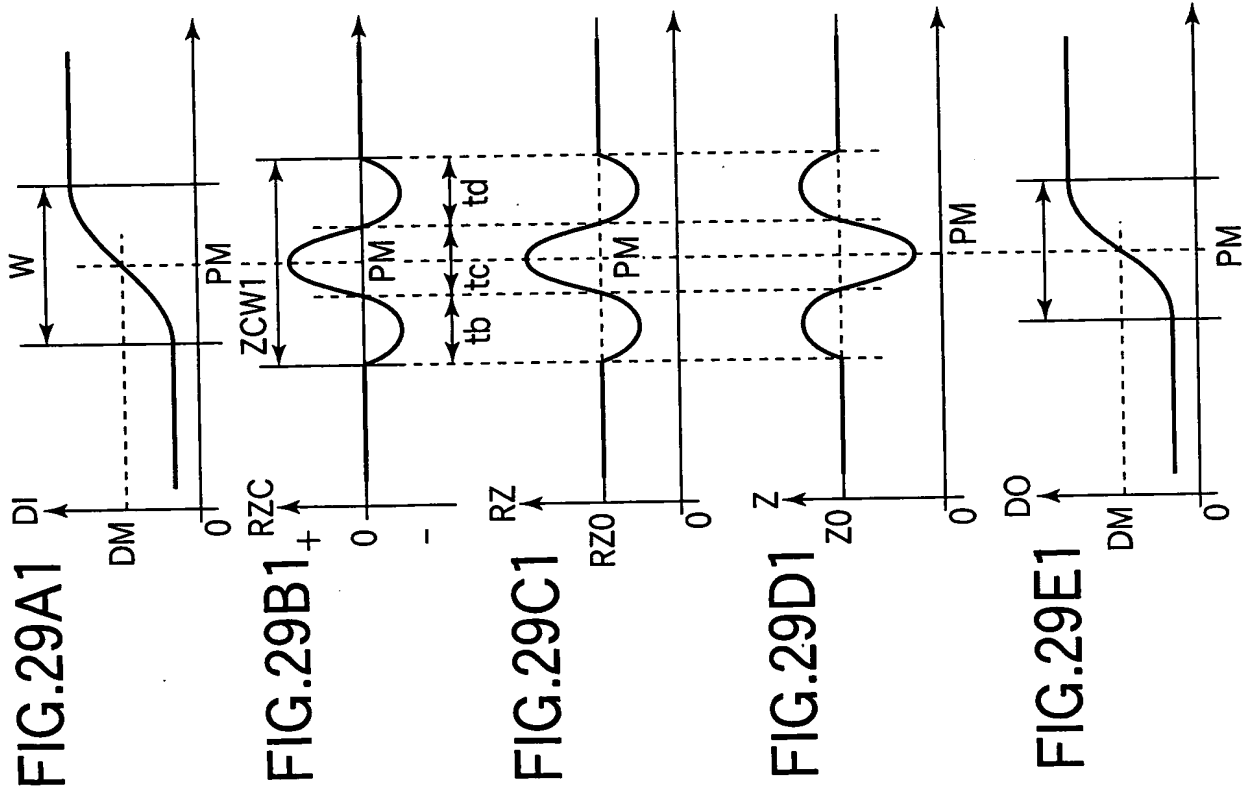 FIG.29A1
DI
DM
0
W
PM
FIG.29B1
RZC
+
0
-
ZCW1
PM
tb
tc
td
FIG.29C1
RZ
RZ0
0
PM
FIG.29D1
Z
Z0
0
PM
FIG.29E1
DO
DM
0
PM